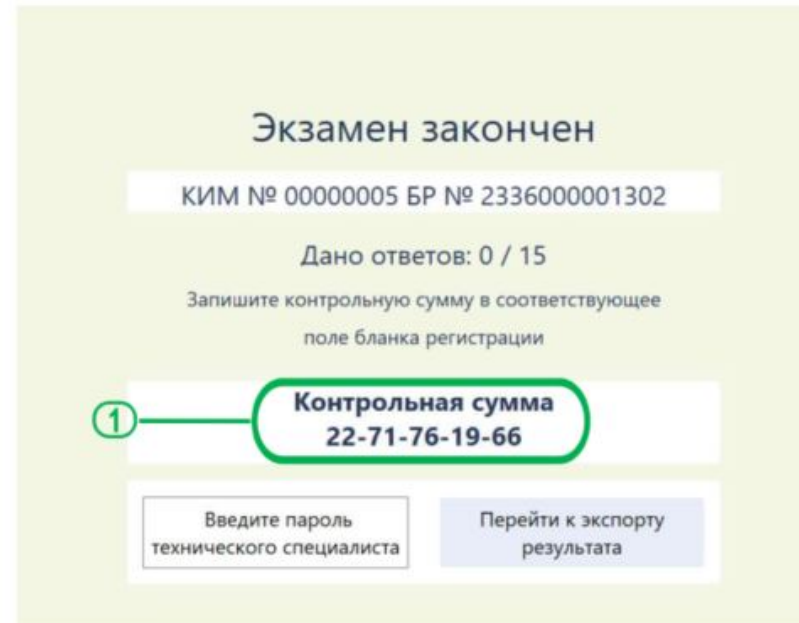 Экзамен закончен
КИМ № 00000005 БР № 2336000001302
Дано ответов: 0 / 15
Запишите контрольную сумму в соответствующее
поле бланка регистрации
1
Контрольная сумма
22-71-76-19-66
Введите пароль
технического специалиста
Перейти к экспорту
результата